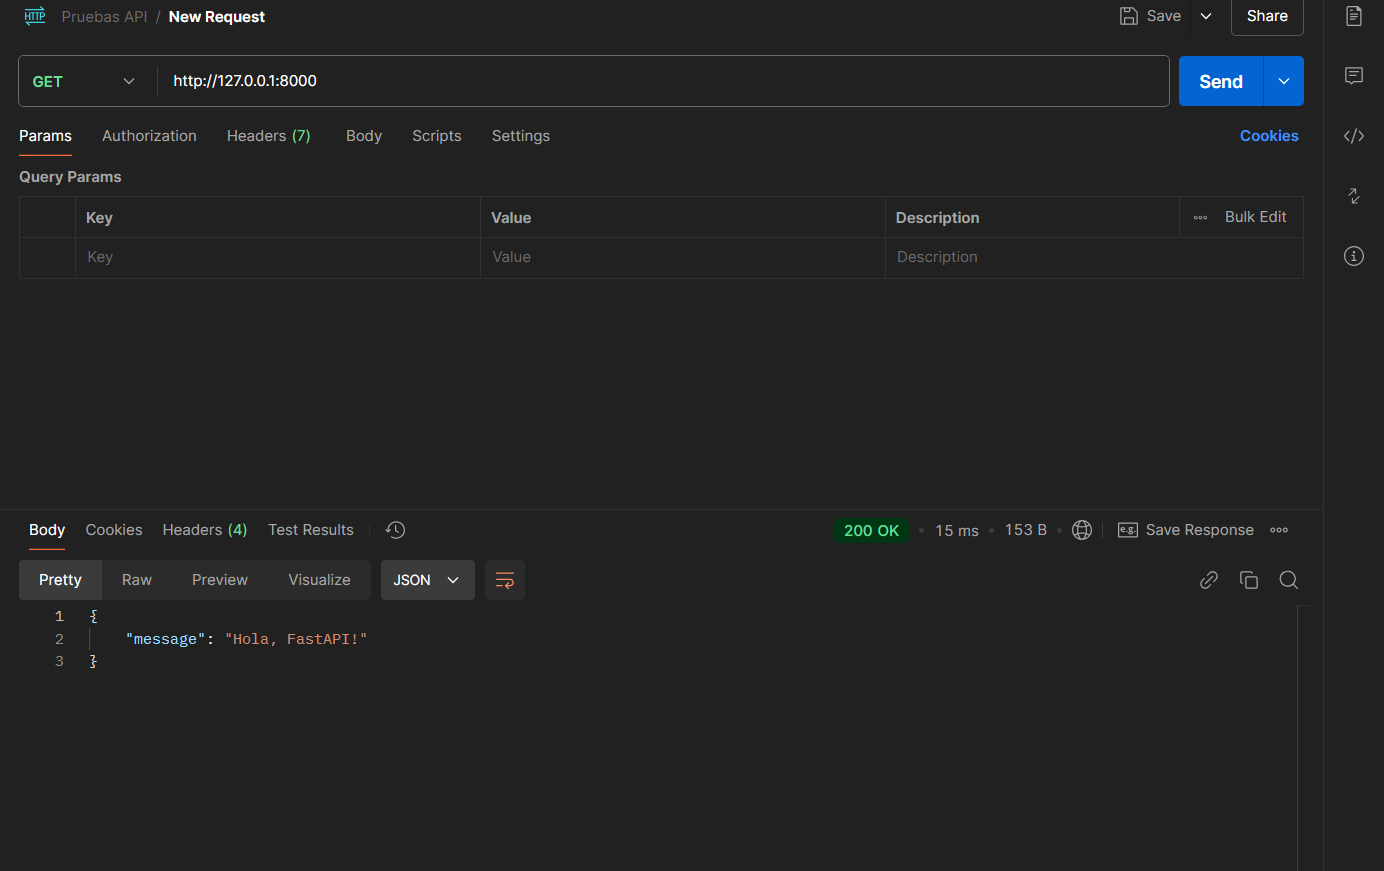 HTTP Pruebas API / New Request Save Share
GET http://127.0.0.1:8000 Send
Params Authorization Headers (7) Body Scripts Settings Cookies
Query Params
Key Value Description Bulk Edit
Key Value Description
Body Cookies Headers (4) Test Results 200 OK 15 ms 153 B e.g. Save Response
Pretty Raw Preview Visualize JSON
1 {
2 "message": "Hola, FastAPI!"
3 }